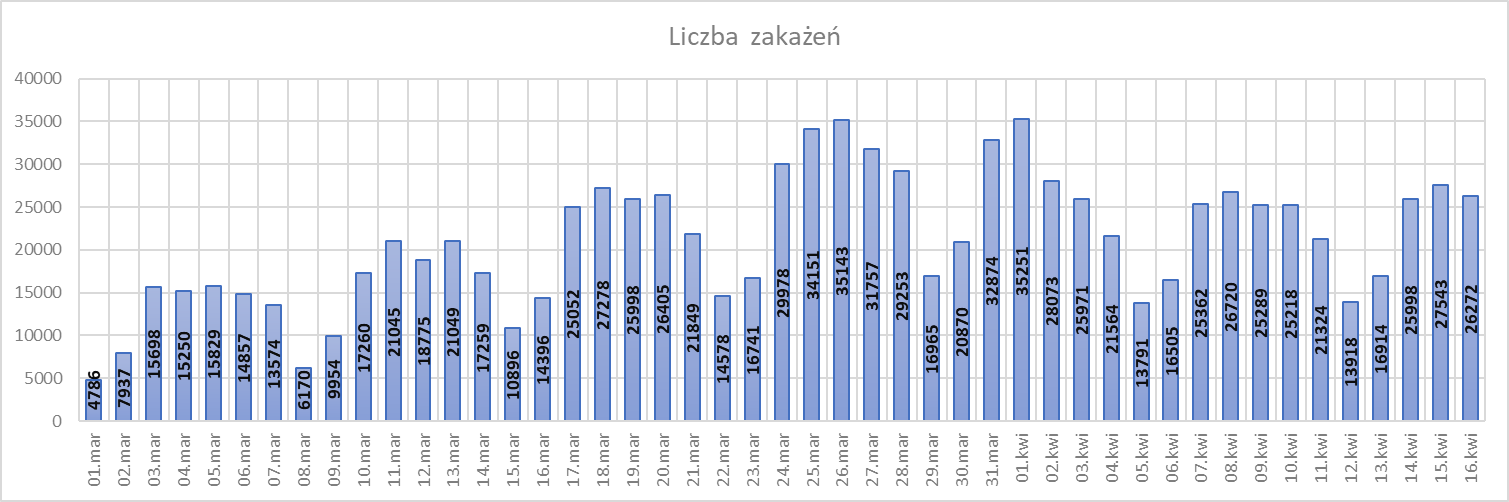 Liczba zakażeń
40000
35000
30000
25000
20000
15000
10000
5000
0
4786
7937
15698
15250
15829
14857
13574
6170
9954
17260
21045
18775
21049
17259
10896
14396
25052
27278
25998
26405
21849
14578
16741
29978
34151
35143
31757
29253
16965
20870
32874
35251
28073
25971
21564
13791
16505
25362
26720
25289
25218
21324
13918
16914
25998
27543
26272
01.mar
02.mar
03.mar
04.mar
05.mar
06.mar
07.mar
08.mar
09.mar
10.mar
11.mar
12.mar
13.mar
14.mar
15.mar
16.mar
17.mar
18.mar
19.mar
20.mar
21.mar
22.mar
23.mar
24.mar
25.mar
26.mar
27.mar
28.mar
29.mar
30.mar
31.mar
01.kwi
02.kwi
03.kwi
04.kwi
05.kwi
06.kwi
07.kwi
08.kwi
09.kwi
10.kwi
11.kwi
12.kwi
13.kwi
14.kwi
15.kwi
16.kwi